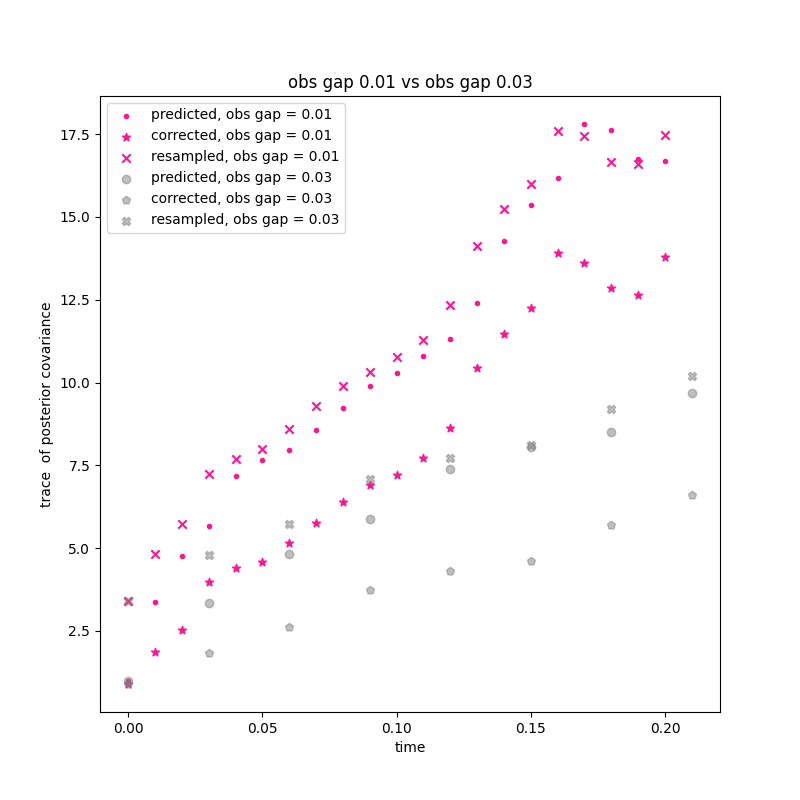 obs gap 0.01 vs obs gap 0.03
predicted, obs gap = 0.01
corrected, obs gap = 0.01
resampled, obs gap = 0.01
predicted, obs gap = 0.03
corrected, obs gap = 0.03
resampled, obs gap = 0.03
17.5
15.0
12.5
10.0
7.5
5.0
2.5
trace  of posterior covariance
0.00 0.05 0.10 0.15 0.20
time